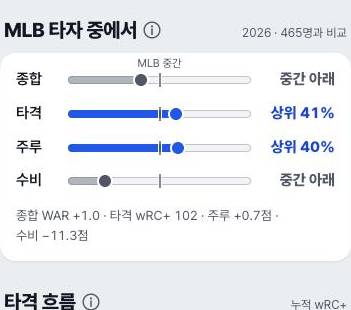 MLB 타자 중에서 ⓘ 2026 · 465명과 비교
MLB 중간
종합 중간 아래
타격 상위 41%
주루 상위 40%
수비 중간 아래
종합 WAR +1.0 · 타격 wRC+ 102 · 주루 +0.7점 ·
수비 −11.3점
타격 흐름 ⓘ 누적 wRC+